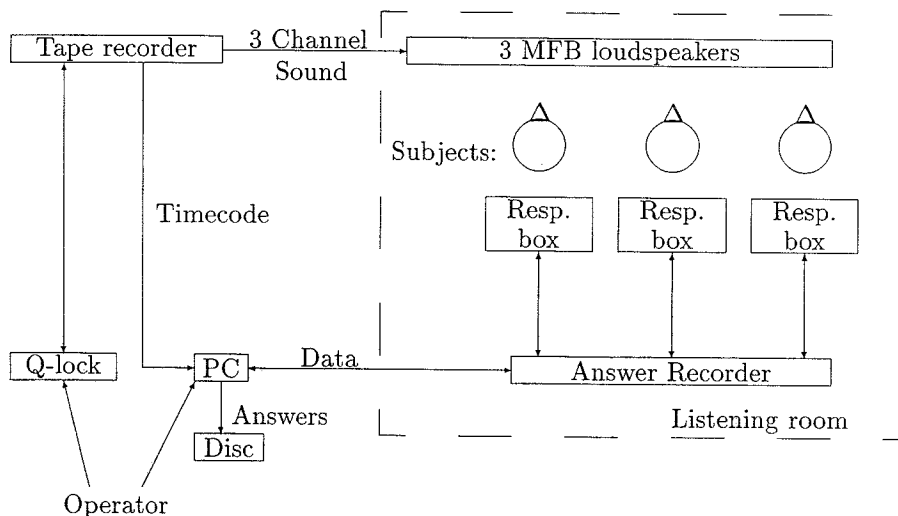 Tape recorder
3 Channel
Sound
3 MFB loudspeakers
Subjects:
Timecode
Resp.
box
Resp.
box
Resp.
box
Q-lock
PC
Data
Answer Recorder
Answers
Disc
Listening room
Operator